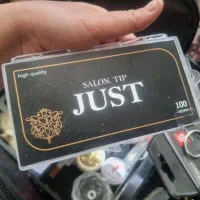 high quality
SALON. TIP
JUST
100